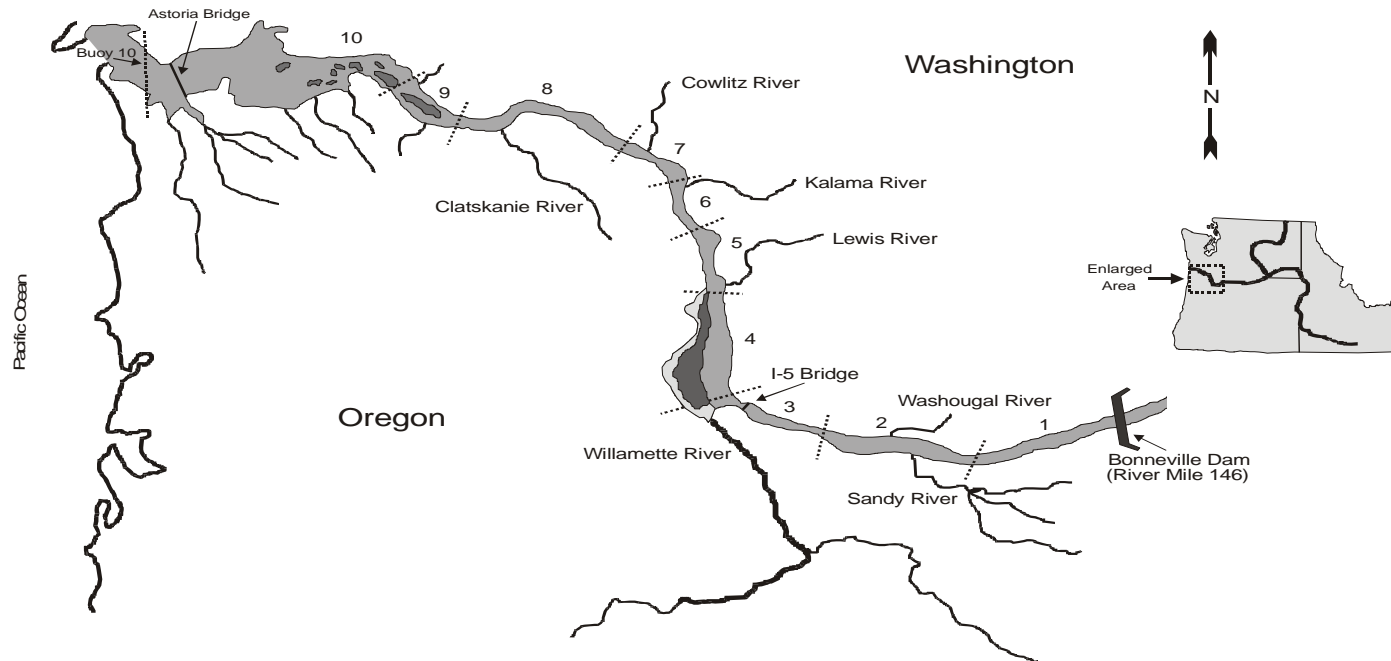 Astoria Bridge
Buoy 10
10
9
8
Cowlitz River
Washington
N
7
Kalama River
Clatskanie River
6
5
Lewis River
Enlarged
Area
Pacific Ocean
4
I-5 Bridge
Oregon
3
2
Washougal River
1
Willamette River
Bonneville Dam
(River Mile 146)
Sandy River